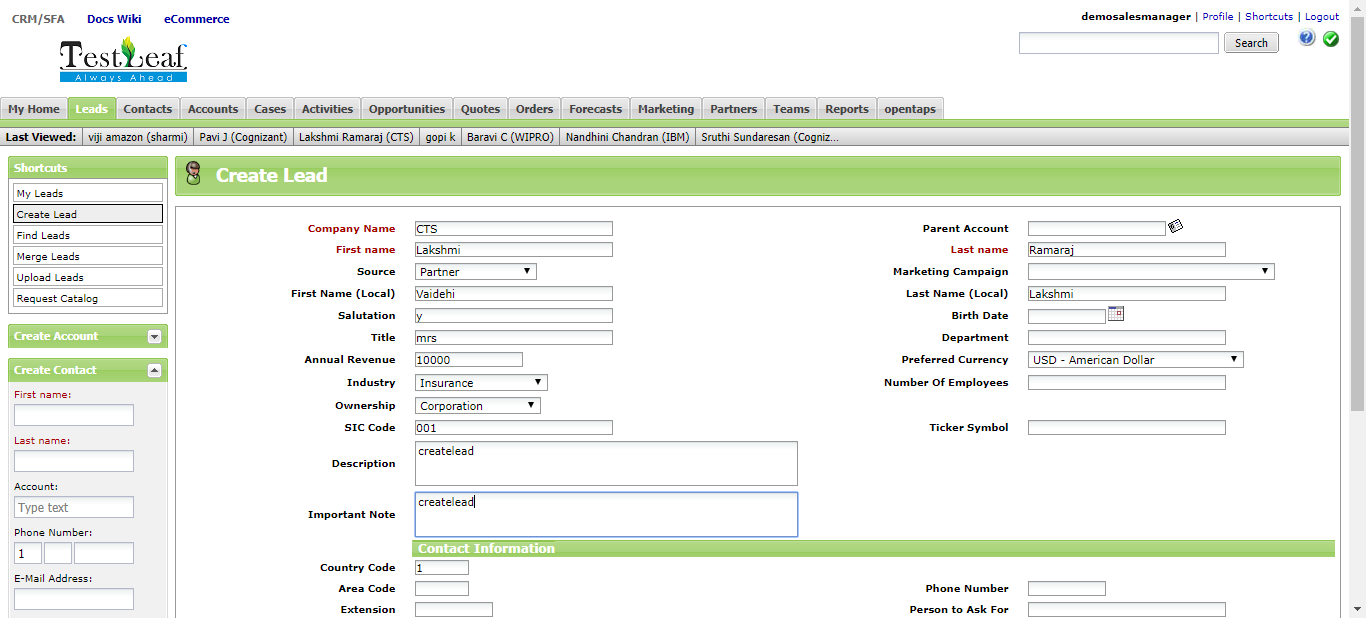 CRM/SFA Docs Wiki eCommerce
demosalesmanager | Profile | Shortcuts | Logout
TestLeaf
Always Ahead
Search
My Home Leads Contacts Accounts Cases Activities Opportunities Quotes Orders Forecasts Marketing Partners Teams Reports opentaps
Last Viewed: viji amazon (sharmi) Pavi J (Cognizant) Lakshmi Ramaraj (CTS) gopi k Baravi C (WIPRO) Nandhini Chandran (IBM) Sruthi Sundaresan (Cogniz...
Shortcuts
My Leads
Create Lead
Find Leads
Merge Leads
Upload Leads
Request Catalog
Create Account
Create Contact
First name:
Last name:
Account:
Type text
Phone Number:
1
E-Mail Address:
Create Lead
Company Name CTS Parent Account
First name Lakshmi Last name Ramaraj
Source Partner Marketing Campaign
First Name (Local) Vaidehi Last Name (Local) Lakshmi
Salutation y Birth Date
Title mrs Department
Annual Revenue 10000 Preferred Currency USD - American Dollar
Industry Insurance Number Of Employees
Ownership Corporation
SIC Code 001 Ticker Symbol
Description createlead
Important Note createlead
Contact Information
Country Code 1
Area Code Phone Number
Extension Person to Ask For